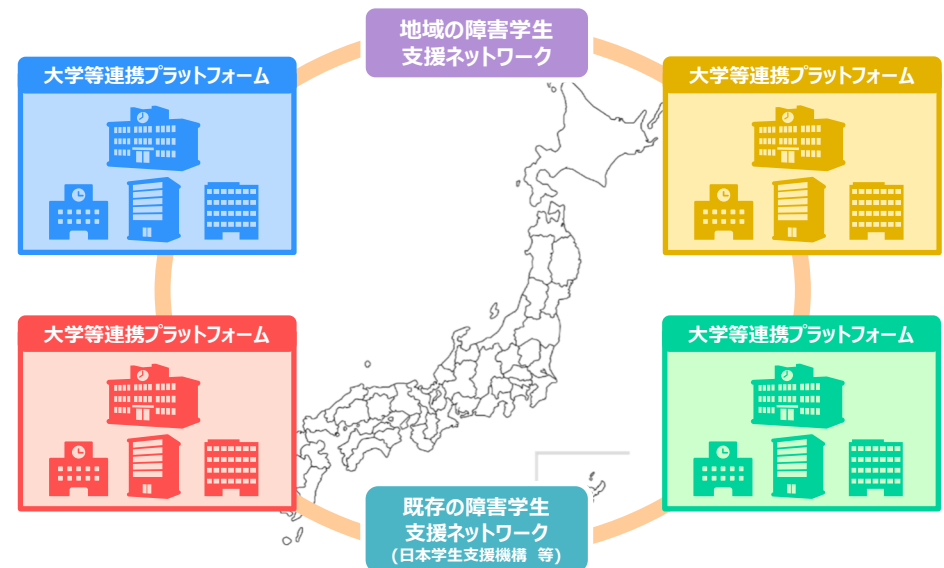 地域の障害学生
支援ネットワーク
大学等連携プラットフォーム
大学等連携プラットフォーム
大学等連携プラットフォーム
大学等連携プラットフォーム
既存の障害学生
支援ネットワーク
(日本学生支援機構 等)